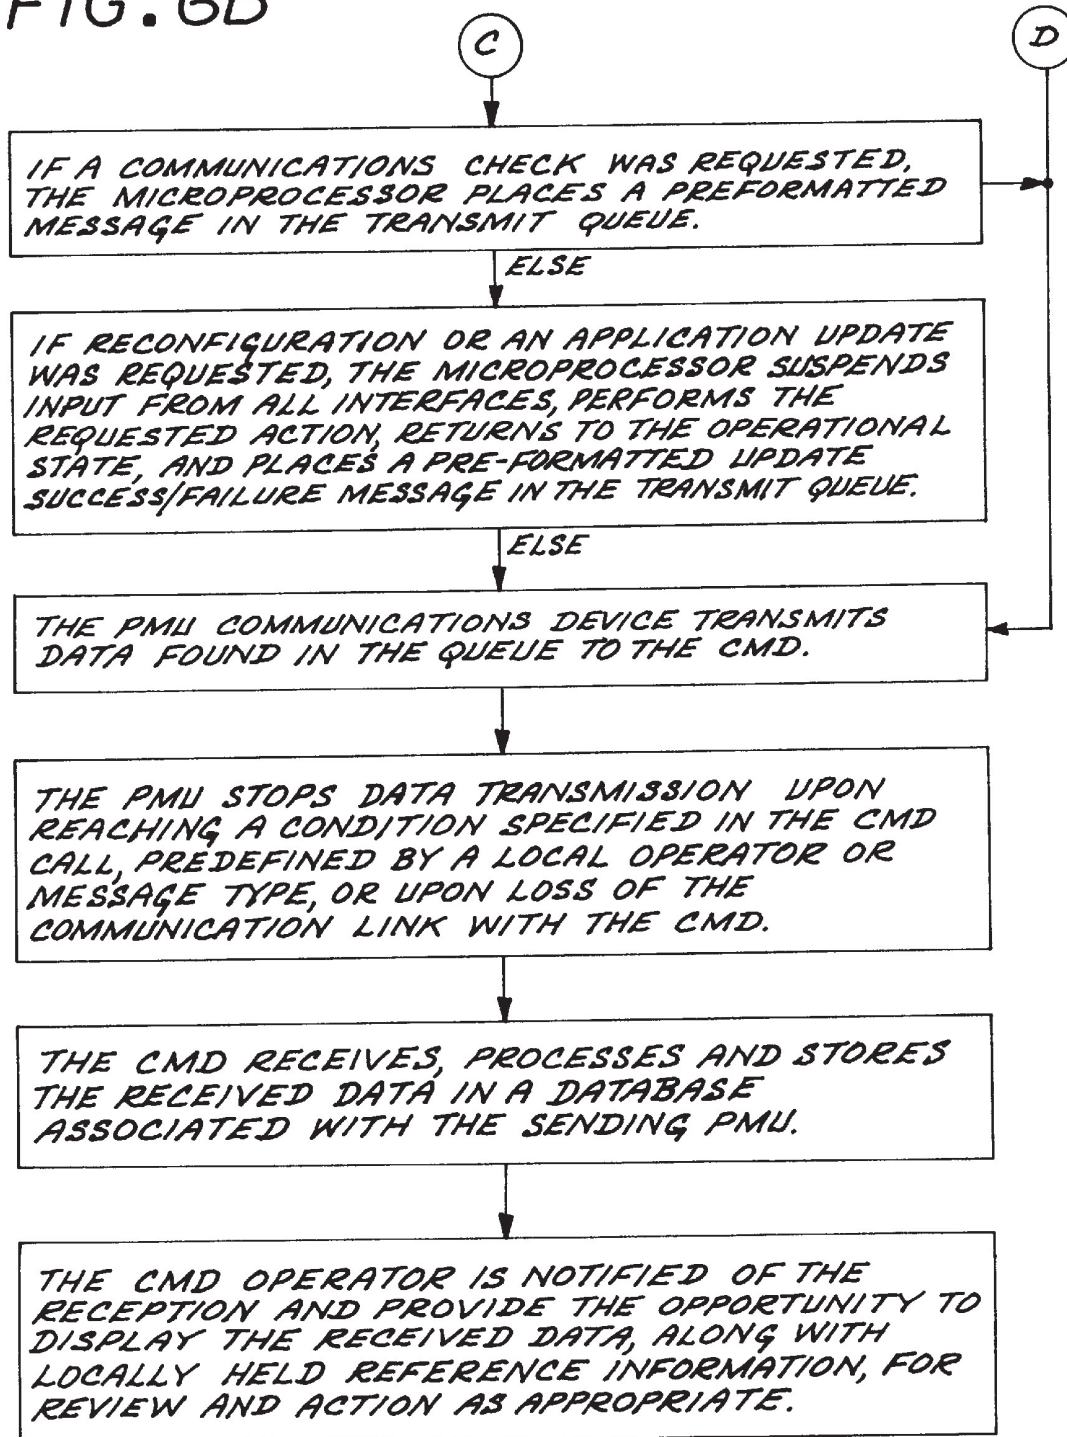 FIG. 6B
C
D
IF A COMMUNICATIONS CHECK WAS REQUESTED,
THE MICROPROCESSOR PLACES A PREFORMATTED
MESSAGE IN THE TRANSMIT QUEUE.
ELSE
IF RECONFIGURATION OR AN APPLICATION UPDATE
WAS REQUESTED, THE MICROPROCESSOR SUSPENDS
INPUT FROM ALL INTERFACES, PERFORMS THE
REQUESTED ACTION, RETURNS TO THE OPERATIONAL
STATE, AND PLACES A PRE-FORMATTED UPDATE
SUCCESS/FAILURE MESSAGE IN THE TRANSMIT QUEUE.
ELSE
THE PMU COMMUNICATIONS DEVICE TRANSMITS
DATA FOUND IN THE QUEUE TO THE CMD.
THE PMU STOPS DATA TRANSMISSION UPON
REACHING A CONDITION SPECIFIED IN THE CMD
CALL, PREDEFINED BY A LOCAL OPERATOR OR
MESSAGE TYPE, OR UPON LOSS OF THE
COMMUNICATION LINK WITH THE CMD.
THE CMD RECEIVES, PROCESSES AND STORES
THE RECEIVED DATA IN A DATABASE
ASSOCIATED WITH THE SENDING PMU.
THE CMD OPERATOR IS NOTIFIED OF THE
RECEPTION AND PROVIDE THE OPPORTUNITY TO
DISPLAY THE RECEIVED DATA, ALONG WITH
LOCALLY HELD REFERENCE INFORMATION, FOR
REVIEW AND ACTION AS APPROPRIATE.